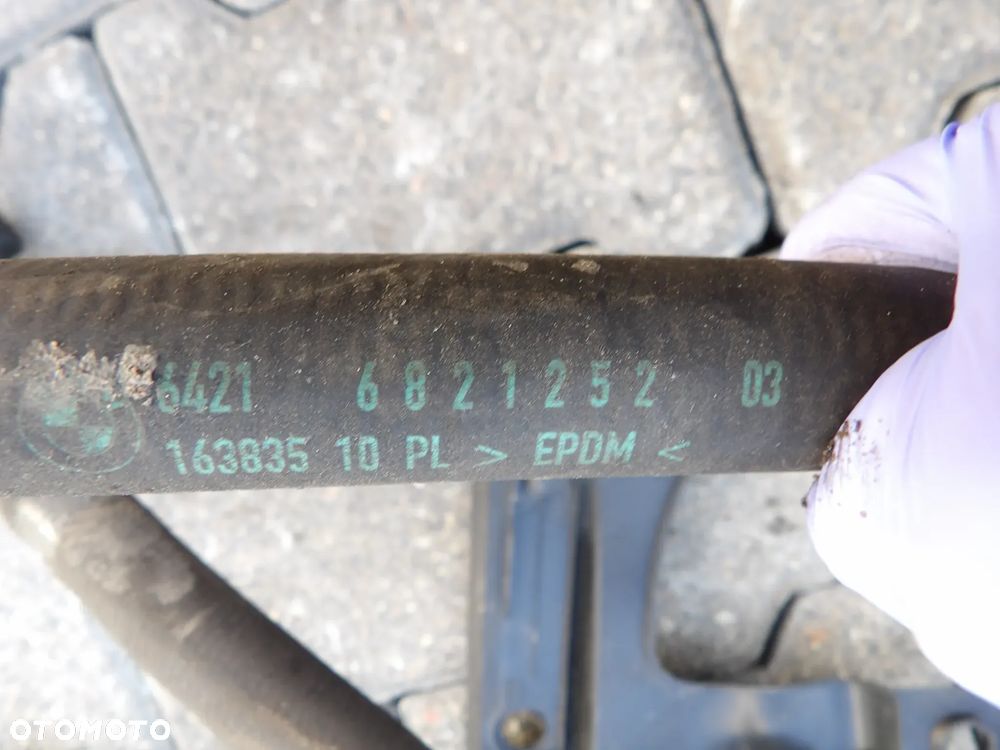 6421 6821252 03
163835 10 PL > EPDM <
OTOMOTO